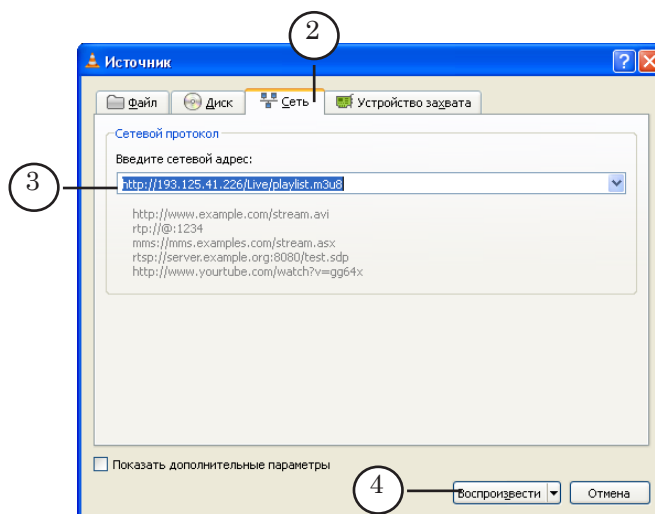 2
Источник
Файл Диск Сеть Устройство захвата
Сетевой протокол
Введите сетевой адрес:
3
http://193.125.41.226/Live/playlist.m3u8
http://www.example.com/stream.avi
rtp://@:1234
mms://mms.examples.com/stream.asx
rtsp://server.example.org:8080/test.sdp
http://www.yourtube.com/watch?v=gg64x
Показать дополнительные параметры
4
Воспроизвести Отмена